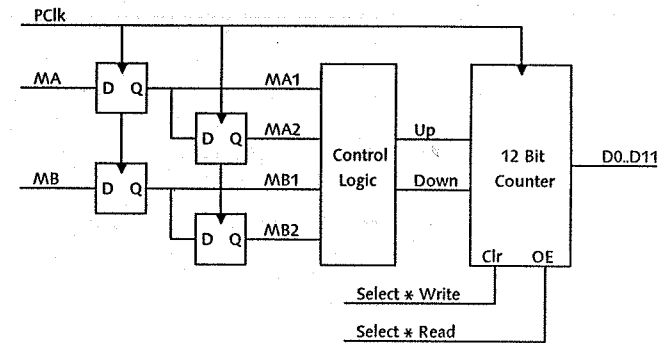 PClk
MA
D Q
MA1
D Q
MA2
MB
D Q
MB1
D Q
MB2
Control
Logic
Up
Down
12 Bit
Counter
D0..D11
Clr OE
Select * Write
Select * Read